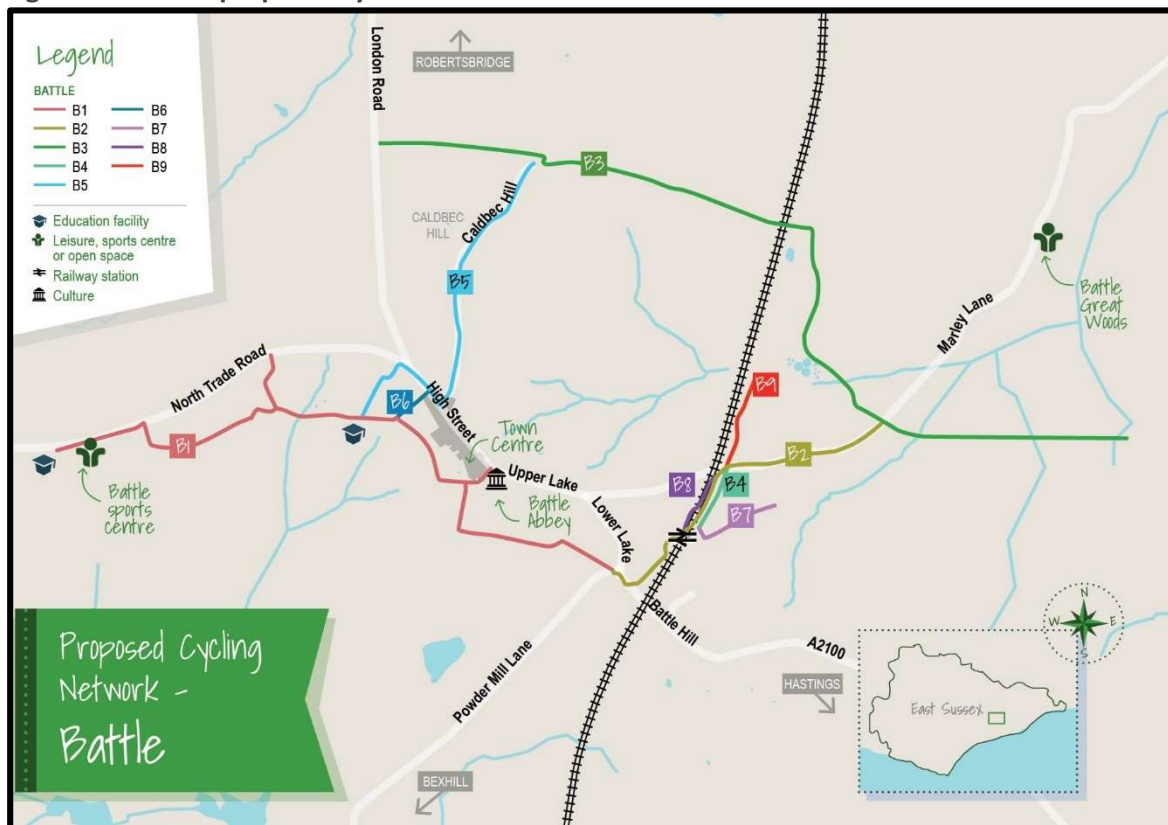 Legend
BATTLE
B1
B2
B3
B4
B5
B6
B7
B8
B9
Education facility
Leisure, sports centre
or open space
Railway station
Culture
London Road
ROBERTSBRIDGE
B3
CALDBEC
HILL
Caldbec Hill
B5
Battle
Great
Woods
Marley Lane
North Trade Road
B6
High Street
B1
Town
Centre
B9
B2
Upper Lake
B8
B4
B7
Battle
sports
centre
Battle
Abbey
Lower Lake
Battle Hill
Powder Mill Lane
A2100
HASTINGS
BEXHILL
Proposed Cycling
Network -
Battle
N
W
E
S
East Sussex